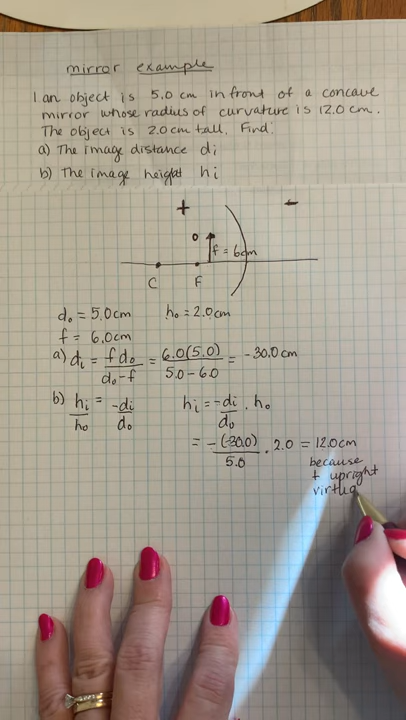 mirror example
1 an object is 5.0 cm in front of a concave
mirror whose radius of curvature is 12.0 cm.
The object is 2.0 cm tall. Find:
a) The image distance di
b) The image height hi
+ -
o
f = 6cm
C F
do = 5.0cm ho = 2.0cm
f = 6.0cm
a) di = f do / do - f = 6.0(5.0) / 5.0 - 6.0 = -30.0 cm
b) hi / ho = -di / do hi = -di / do · ho
= -(-30.0) / 5.0 · 2.0 = 12.0cm
because
+ upright
virtua